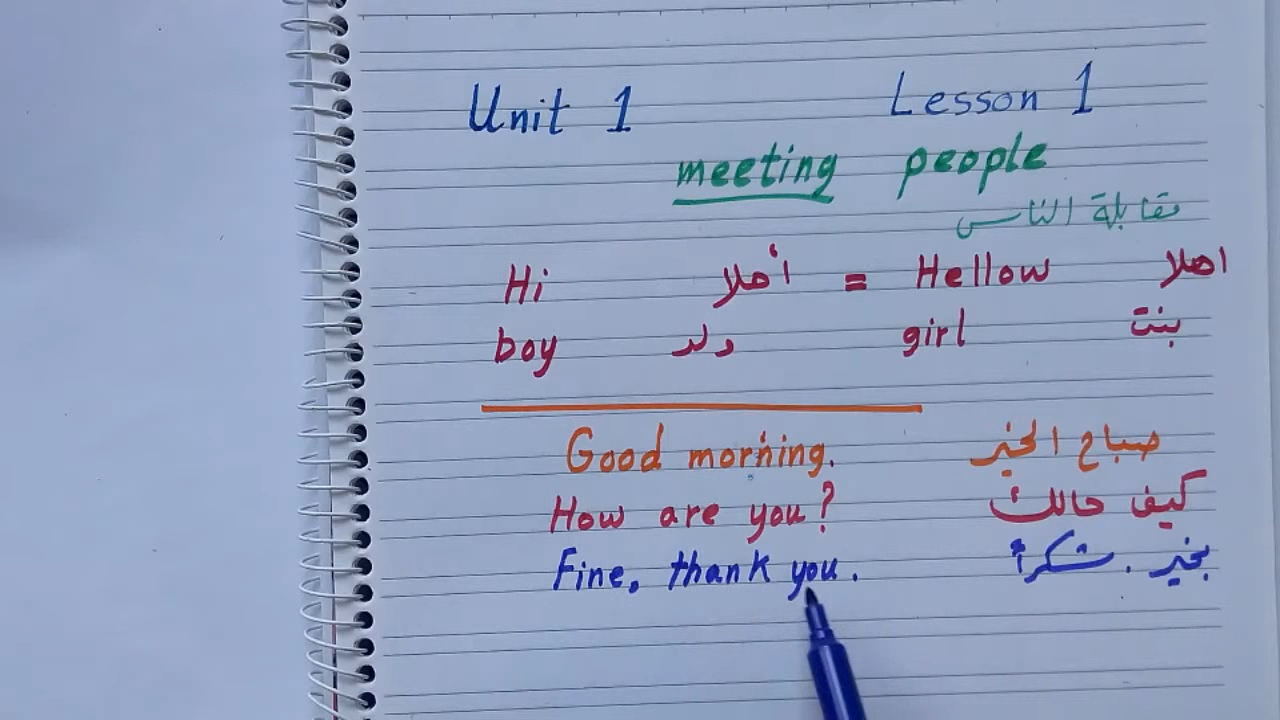 Unit 1 Lesson 1
meeting people
مقابلة الناس
Hi أهلا = Hellow اهلا
boy ولد girl بنت
Good morning. صباح الخير
How are you? كيف حالك
Fine, thank you. بخير . شكراً